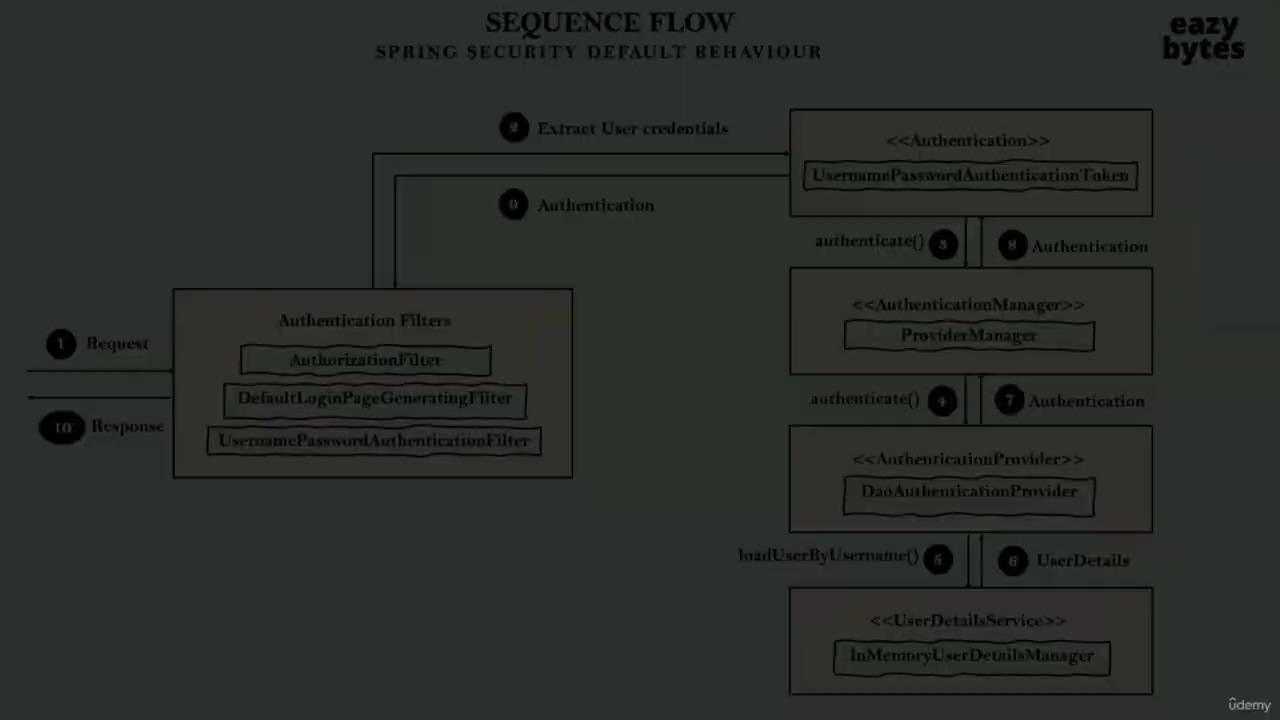 SEQUENCE FLOW
SPRING SECURITY DEFAULT BEHAVIOUR
eazy
bytes
2 Extract User credentials
9 Authentication
<<Authentication>>
UsernamePasswordAuthenticationToken
authenticate() 3
8 Authentication
<<AuthenticationManager>>
ProviderManager
authenticate() 4
7 Authentication
<<AuthenticationProvider>>
DaoAuthenticationProvider
loadUserByUsername() 5
6 UserDetails
<<UserDetailsService>>
InMemoryUserDetailsManager
1 Request
10 Response
Authentication Filters
AuthorizationFilter
DefaultLoginPageGeneratingFilter
UsernamePasswordAuthenticationFilter
ûdemy